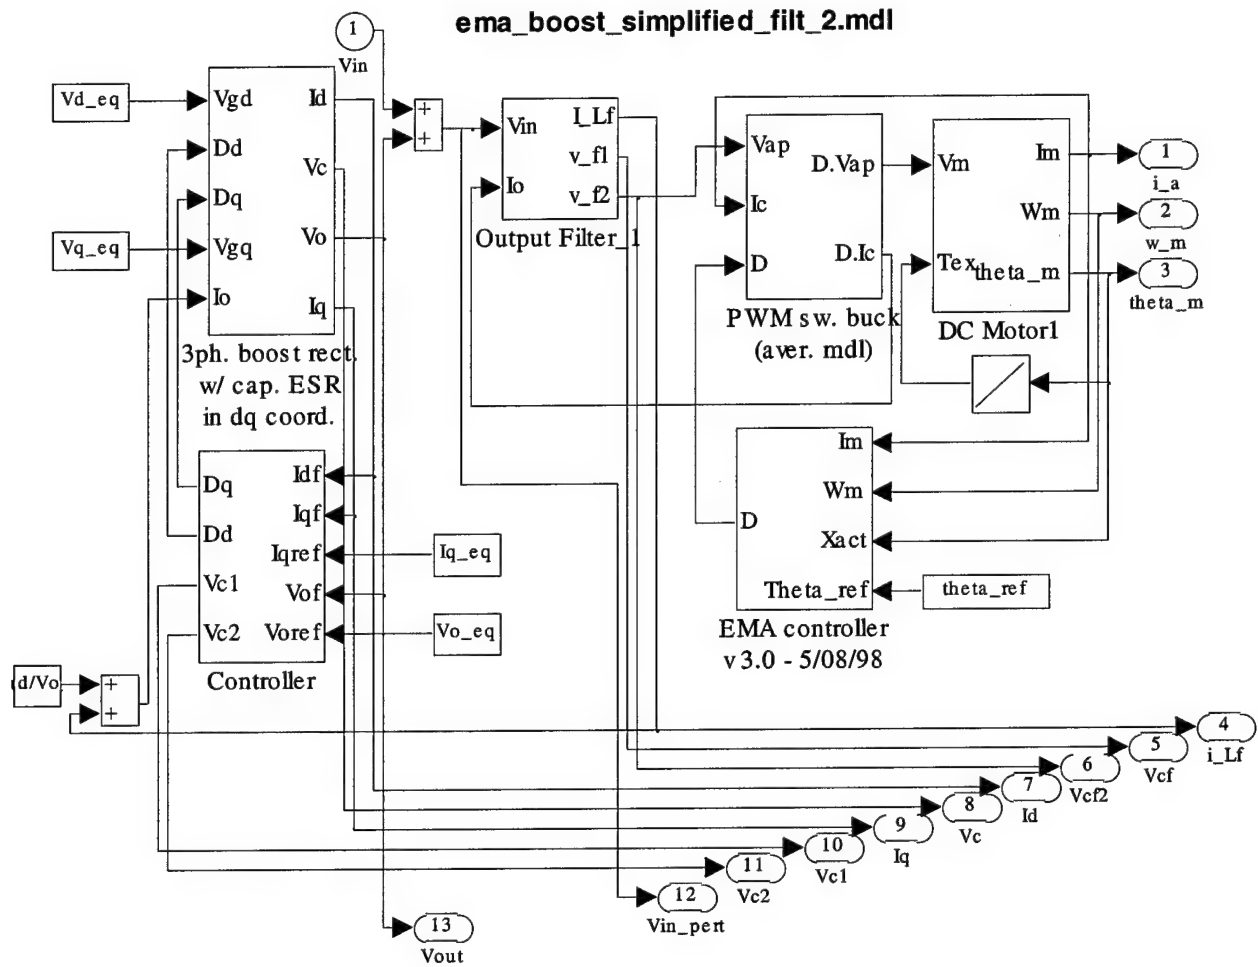 ema_boost_simplified_filt_2.mdl
1
Vin
Vd_eq
Vq_eq
Vgd
Dd
Dq
Vgq
Io
Id
Vc
Vo
Iq
3ph. boost rect.
w/ cap. ESR
in dq coord.
+
+
Vin
Io
I_Lf
v_f1
v_f2
Output Filter_1
Vap
Ic
D
D.Vap
D.Ic
PWM sw. buck
(aver. mdl)
Vm
Tex
Im
Wm
theta_m
DC Motor1
1
i_a
2
w_m
3
theta_m
Dq
Dd
Vc1
Vc2
Idf
Iqf
Iqref
Vof
Voref
Controller
Iq_eq
Vo_eq
D
Im
Wm
Xact
Theta_ref
EMA controller
v3.0 - 5/08/98
theta_ref
d/Vo
+
+
4
i_Lf
5
Vcf
6
Vcf2
7
Id
8
Vc
9
Iq
10
Vc1
11
Vc2
12
Vin_pert
13
Vout